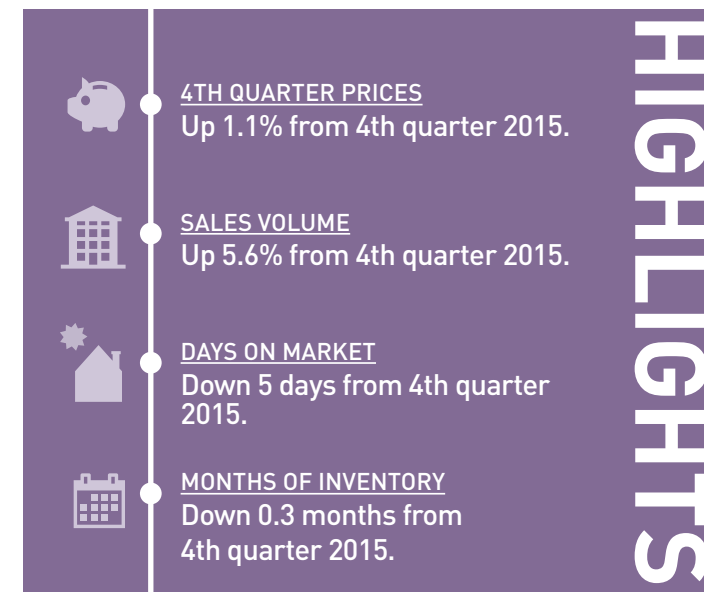 4TH QUARTER PRICES
Up 1.1% from 4th quarter 2015.
SALES VOLUME
Up 5.6% from 4th quarter 2015.
DAYS ON MARKET
Down 5 days from 4th quarter
2015.
MONTHS OF INVENTORY
Down 0.3 months from
4th quarter 2015.
HIGHLIGHTS